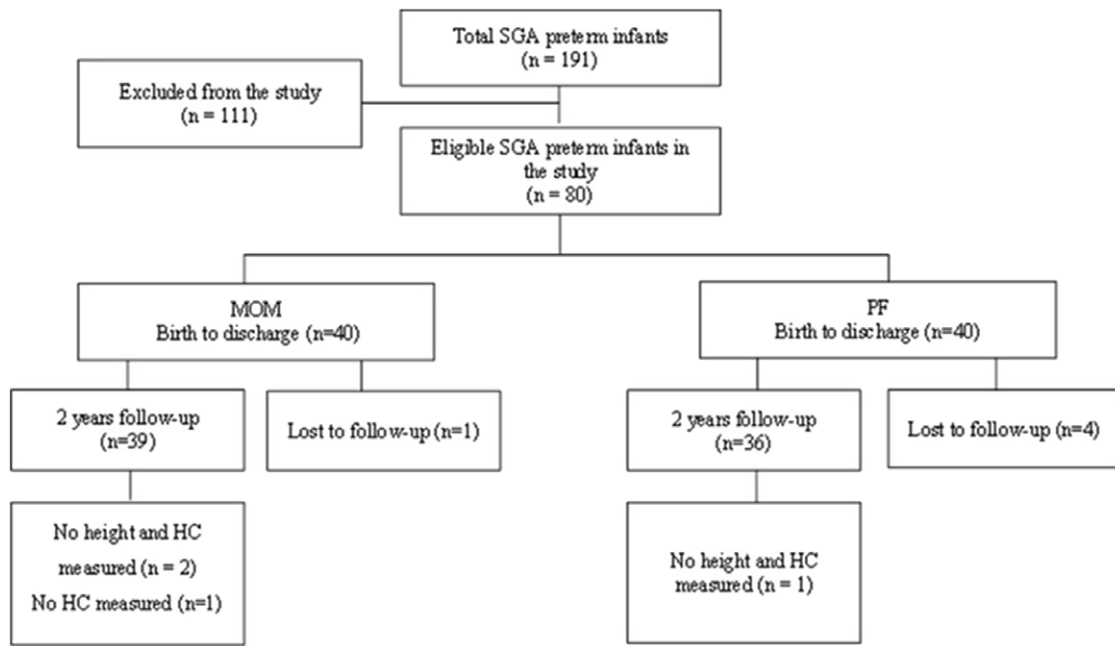 Total SGA preterm infants
(n = 191)
Excluded from the study
(n = 111)
Eligible SGA preterm infants in
the study
(n = 80)
MOM
Birth to discharge (n=40)
PF
Birth to discharge (n=40)
2 years follow-up
(n=39)
Lost to follow-up (n=1)
2 years follow-up
(n=36)
Lost to follow-up (n=4)
No height and HC
measured (n = 2)
No HC measured (n=1)
No height and HC
measured (n = 1)